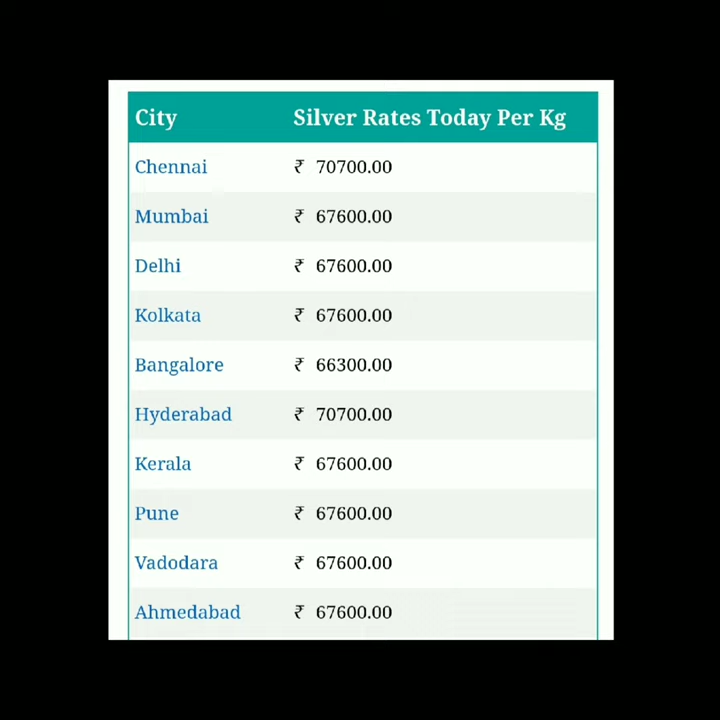 City Silver Rates Today Per Kg
Chennai ₹ 70700.00
Mumbai ₹ 67600.00
Delhi ₹ 67600.00
Kolkata ₹ 67600.00
Bangalore ₹ 66300.00
Hyderabad ₹ 70700.00
Kerala ₹ 67600.00
Pune ₹ 67600.00
Vadodara ₹ 67600.00
Ahmedabad ₹ 67600.00